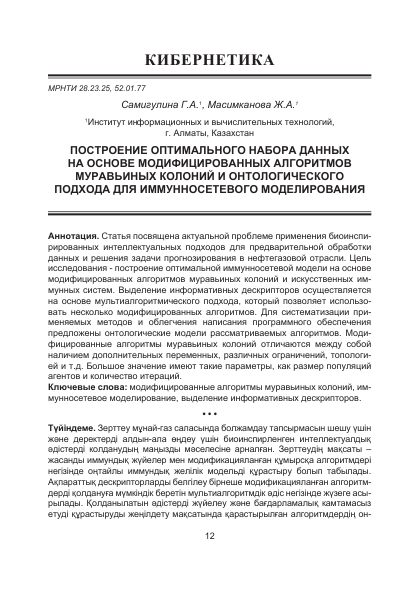 КИБЕРНЕТИКА
МРНТИ 28.23.25, 52.01.77
Самигулина Г.А.¹, Масимканова Ж.А.¹
¹Институт информационных и вычислительных технологий,
г. Алматы, Казахстан
ПОСТРОЕНИЕ ОПТИМАЛЬНОГО НАБОРА ДАННЫХ
НА ОСНОВЕ МОДИФИЦИРОВАННЫХ АЛГОРИТМОВ
МУРАВЬИНЫХ КОЛОНИЙ И ОНТОЛОГИЧЕСКОГО
ПОДХОДА ДЛЯ ИММУННОСЕТЕВОГО МОДЕЛИРОВАНИЯ
Аннотация. Статья посвящена актуальной проблеме применения биоинспи-
рированных интеллектуальных подходов для предварительной обработки
данных и решения задачи прогнозирования в нефтегазовой отрасли. Цель
исследования - построение оптимальной иммунносетевой модели на основе
модифицированных алгоритмов муравьиных колоний и искусственных им-
мунных систем. Выделение информативных дескрипторов осуществляется
на основе мультиалгоритмического подхода, который позволяет использо-
вать несколько модифицированных алгоритмов. Для систематизации при-
меняемых методов и облегчения написания программного обеспечения
предложены онтологические модели рассматриваемых алгоритмов. Моди-
фицированные алгоритмы муравьиных колоний отличаются между собой
наличием дополнительных переменных, различных ограничений, топологи-
ей и т.д. Большое значение имеют такие параметры, как размер популяций
агентов и количество итераций.
Ключевые слова: модифицированные алгоритмы муравьиных колоний, им-
мунносетевое моделирование, выделение информативных дескрипторов.
• • •
Түйіндеме. Зерттеу мұнай-газ саласында болжамдау тапсырмасын шешу үшін
және деректерді алдын-ала өңдеу үшін биоинспирленген интеллектуалдық
әдістерді қолданудың маңызды мәселесіне арналған. Зерттеудің мақсаты –
жасанды иммундық жүйелер мен модификацияланған құмырсқа алгоритмдері
негізінде оңтайлы иммундық желілік модельді құрастыру болып табылады.
Ақпараттық дескрипторларды белгілеу бірнеше модификацияланған алгоритм-
дерді қолдануға мүмкіндік беретін мультиалгоритмдік әдіс негізінде жүзеге асы-
рылады. Қолданылатын әдістерді жүйелеу және бағдарламалық қамтамасыз
етуді құрастыруды жеңілдету мақсатында қарастырылған алгоритмдердің он-
12